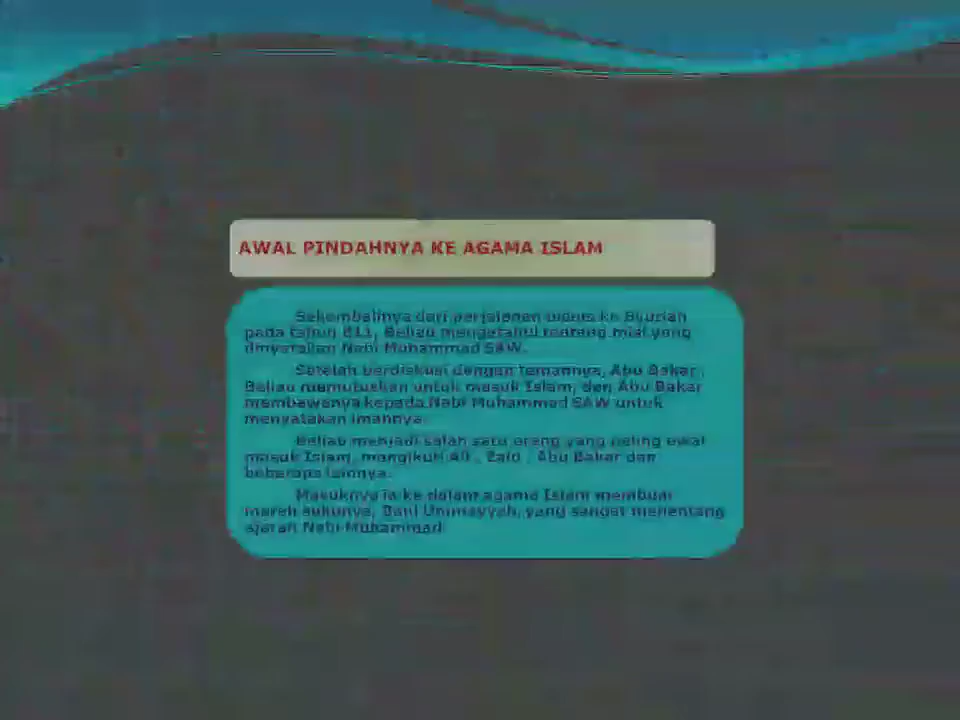 AWAL PINDAHNYA KE AGAMA ISLAM
Sekembalinya dari perjalanan bisnis ke Syuriah
pada tahun 611, Beliau mengetahui tentang misi yang
dinyatakan Nabi Muhammad SAW.
Setelah berdiskusi dengan temannya, Abu Bakar ,
Beliau memutuskan untuk masuk Islam, dan Abu Bakar
membawanya kepada Nabi Muhammad SAW untuk
menyatakan imannya.
Beliau menjadi salah satu orang yang paling awal
masuk Islam, mengikuti Ali , Zaid , Abu Bakar dan
beberapa lainnya.
Masuknya ia ke dalam agama Islam membuat
marah sukunya, Bani Ummayyah, yang sangat menentang
ajaran Nabi Muhammad